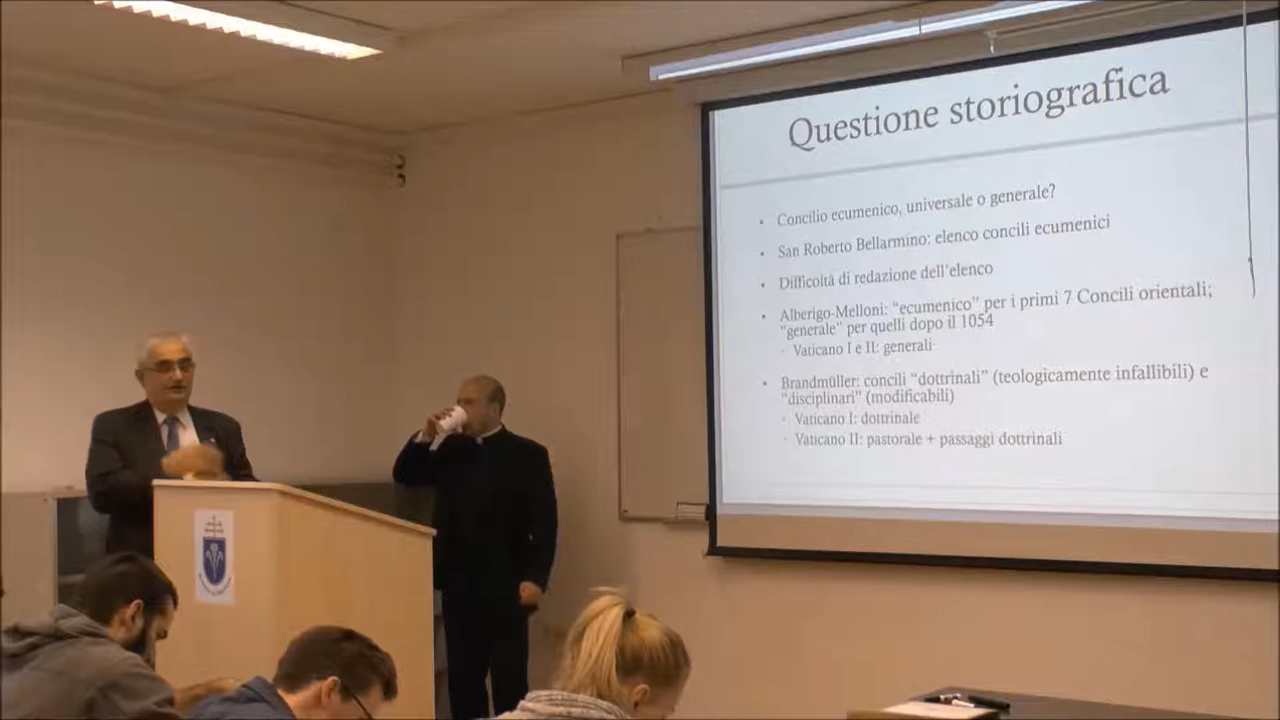 Questione storiografica
• Concilio ecumenico, universale o generale?
• San Roberto Bellarmino: elenco concili ecumenici
• Difficoltà di redazione dell'elenco
• Alberigo-Melloni: "ecumenico" per i primi 7 Concili orientali;
"generale" per quelli dopo il 1054
Vaticano I e II: generali
• Brandmüller: concili "dottrinali" (teologicamente infallibili) e
"disciplinari" (modificabili)
Vaticano I: dottrinale
Vaticano II: pastorale + passaggi dottrinali